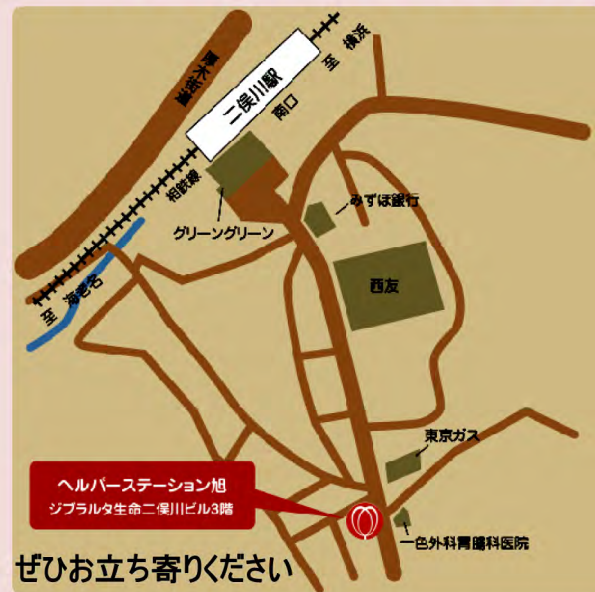 至 横浜
厚木街道
二俣川駅
南口
相鉄線
みずほ銀行
グリーングリーン
至 海老名
西友
東京ガス
ヘルパーステーション旭
ジブラルタ生命二俣川ビル3階
一色外科胃腸科医院
ぜひお立ち寄りください